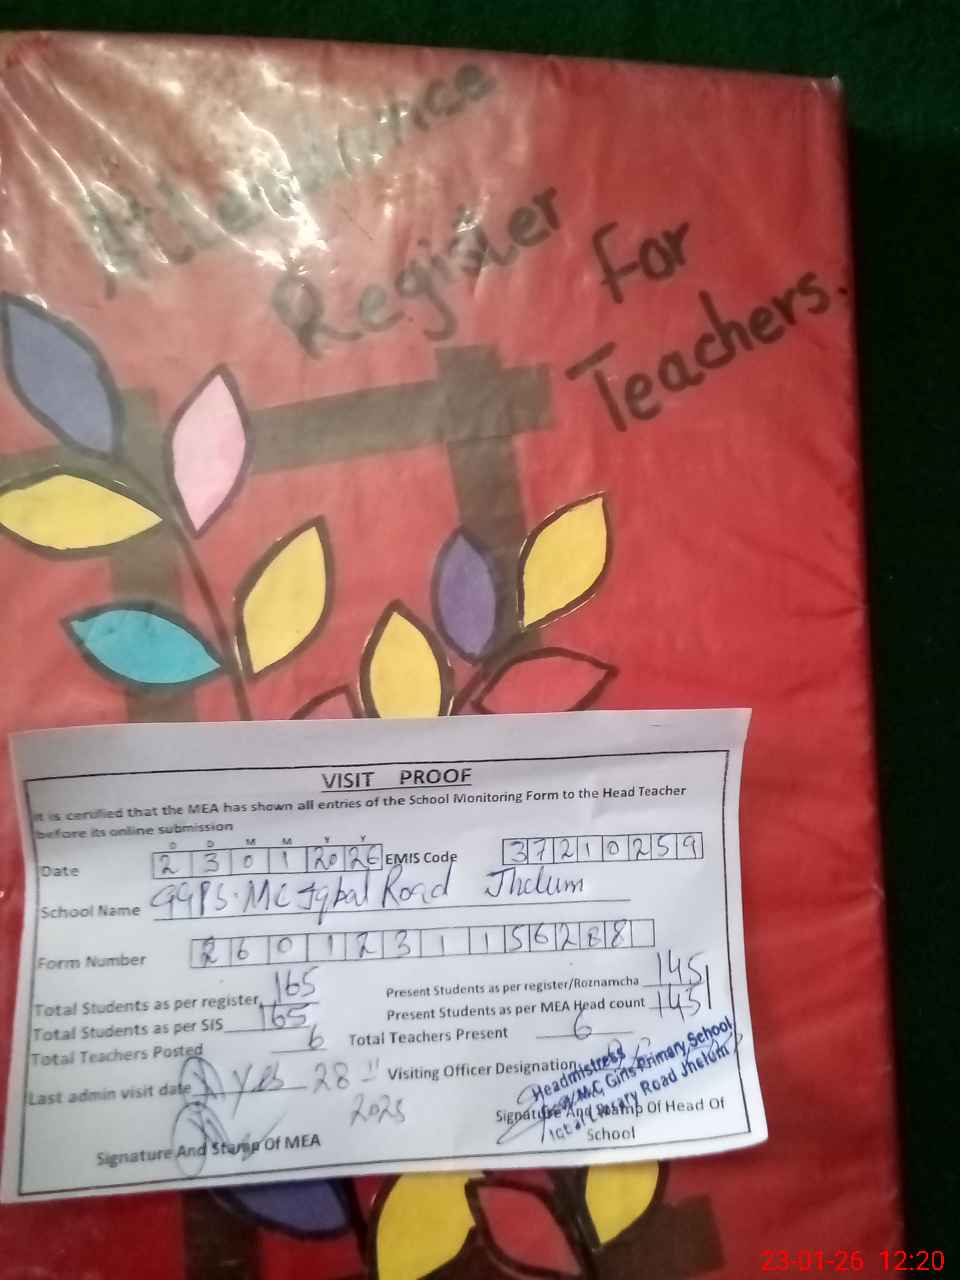 Attendance
Register
For
Teachers.
VISIT PROOF
It is cerufied that the MEA has shown all entries of the School Monitoring Form to the Head Teacher
before its online submission
D D M M Y Y
Date 2 3 0 1 20 26 EMIS Code 3 7 2 1 0 2 5 9
School Name GGPS. MC Iqbal Road Jhelum
Form Number 2 6 0 1 2 3 1 1 5 6 2 8 8
Total Students as per register 165 Present Students as per register/Roznamcha 145
Total Students as per SIS 165 Present Students as per MEA Head count 145
Total Teachers Posted 6 Total Teachers Present 6
Last admin visit date Yes 28 Visiting Officer Designation
2025
Headmistress
M.C Girls Primary School
Road Jhelum
Signature And Stamp Of MEA Signature And Stamp Of Head Of
School
23-01-26 12:20